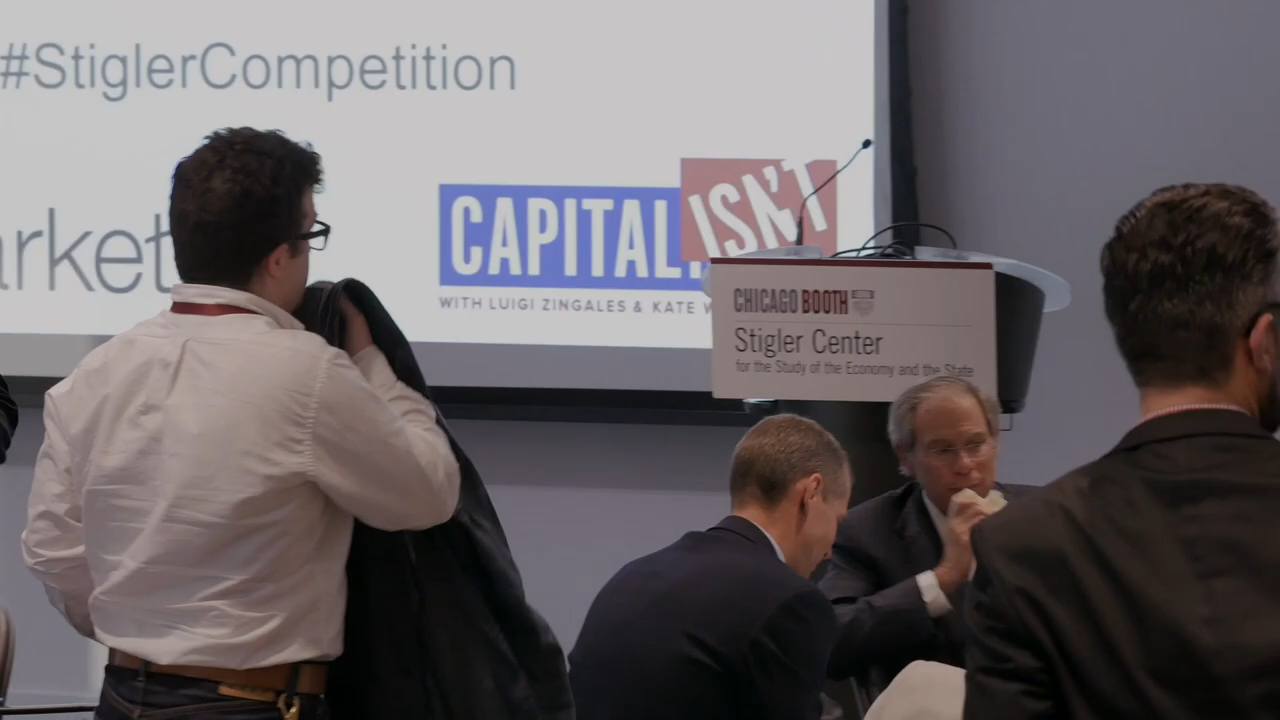 #StiglerCompetition
CAPITAL ISN'T
WITH LUIGI ZINGALES & KATE
CHICAGO BOOTH
Stigler Center
for the Study of the Economy and the State